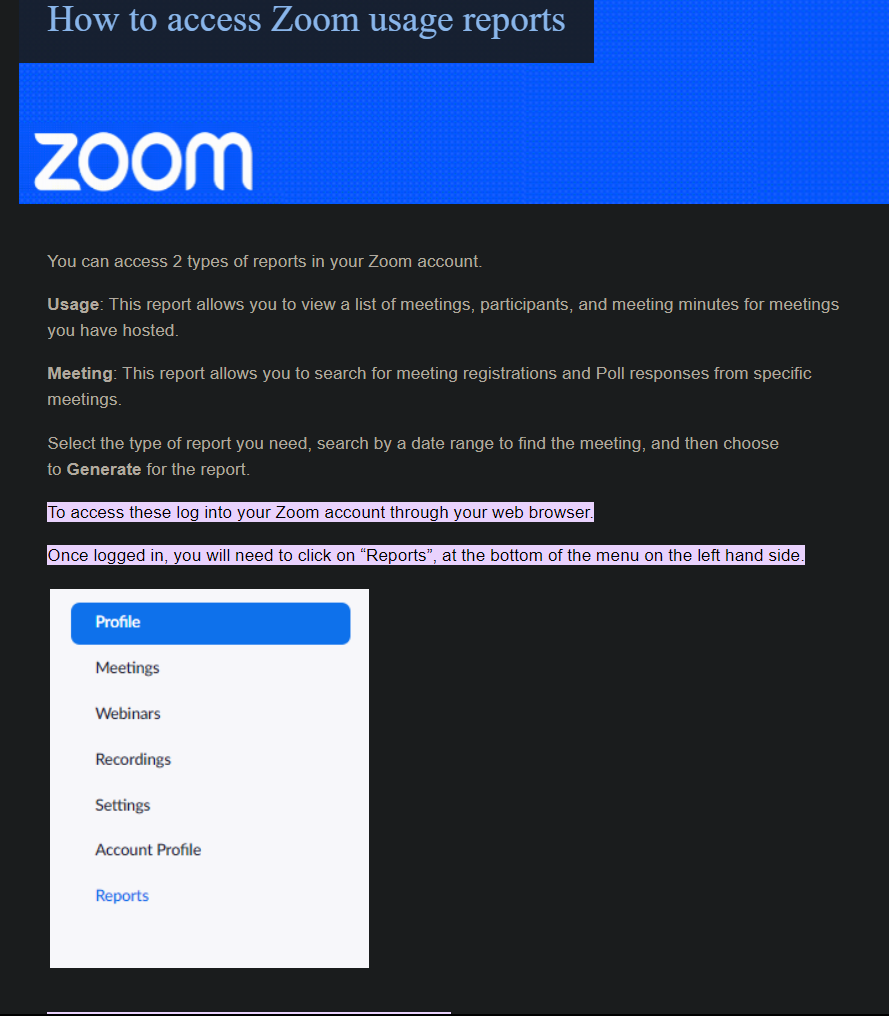 How to access Zoom usage reports
zoom
You can access 2 types of reports in your Zoom account.
Usage: This report allows you to view a list of meetings, participants, and meeting minutes for meetings
you have hosted.
Meeting: This report allows you to search for meeting registrations and Poll responses from specific
meetings.
Select the type of report you need, search by a date range to find the meeting, and then choose
to Generate for the report.
To access these log into your Zoom account through your web browser.
Once logged in, you will need to click on “Reports”, at the bottom of the menu on the left hand side.
Profile
Meetings
Webinars
Recordings
Settings
Account Profile
Reports